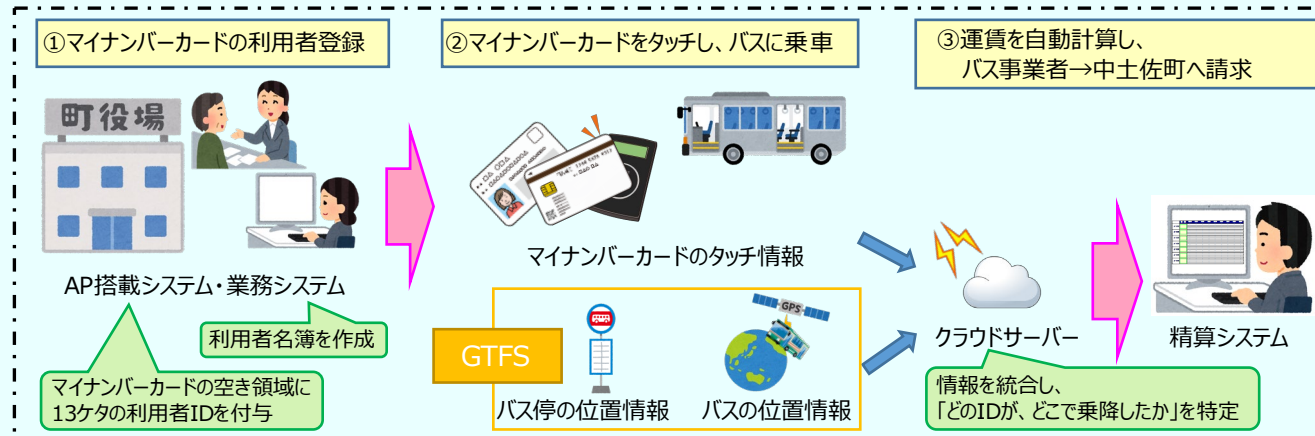 ①マイナンバーカードの利用者登録
②マイナンバーカードをタッチし、バスに乗車
③運賃を自動計算し、
バス事業者→中土佐町へ請求
町役場
AP搭載システム・業務システム
利用者名簿を作成
マイナンバーカードの空き領域に
13ケタの利用者IDを付与
マイナンバーカードのタッチ情報
GTFS
GPS
バス停の位置情報
バスの位置情報
クラウドサーバー
情報を統合し、
「どのIDが、どこで乗降したか」を特定
精算システム